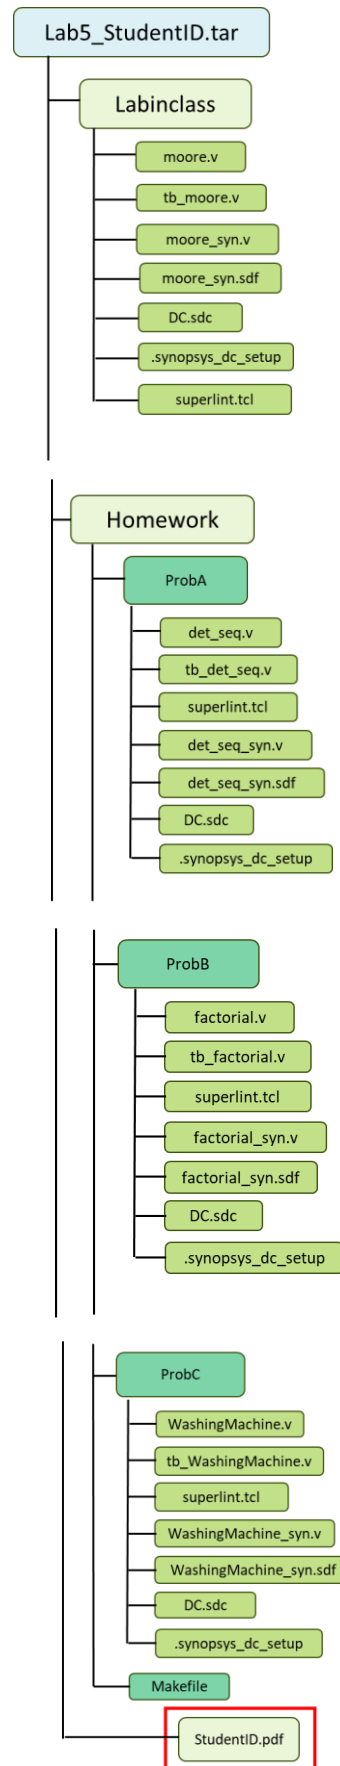 Lab5_StudentID.tar
Labinclass
moore.v
tb_moore.v
moore_syn.v
moore_syn.sdf
DC.sdc
.synopsys_dc_setup
superlint.tcl
Homework
ProbA
det_seq.v
tb_det_seq.v
superlint.tcl
det_seq_syn.v
det_seq_syn.sdf
DC.sdc
.synopsys_dc_setup
ProbB
factorial.v
tb_factorial.v
superlint.tcl
factorial_syn.v
factorial_syn.sdf
DC.sdc
.synopsys_dc_setup
ProbC
WashingMachine.v
tb_WashingMachine.v
superlint.tcl
WashingMachine_syn.v
WashingMachine_syn.sdf
DC.sdc
.synopsys_dc_setup
Makefile
StudentID.pdf